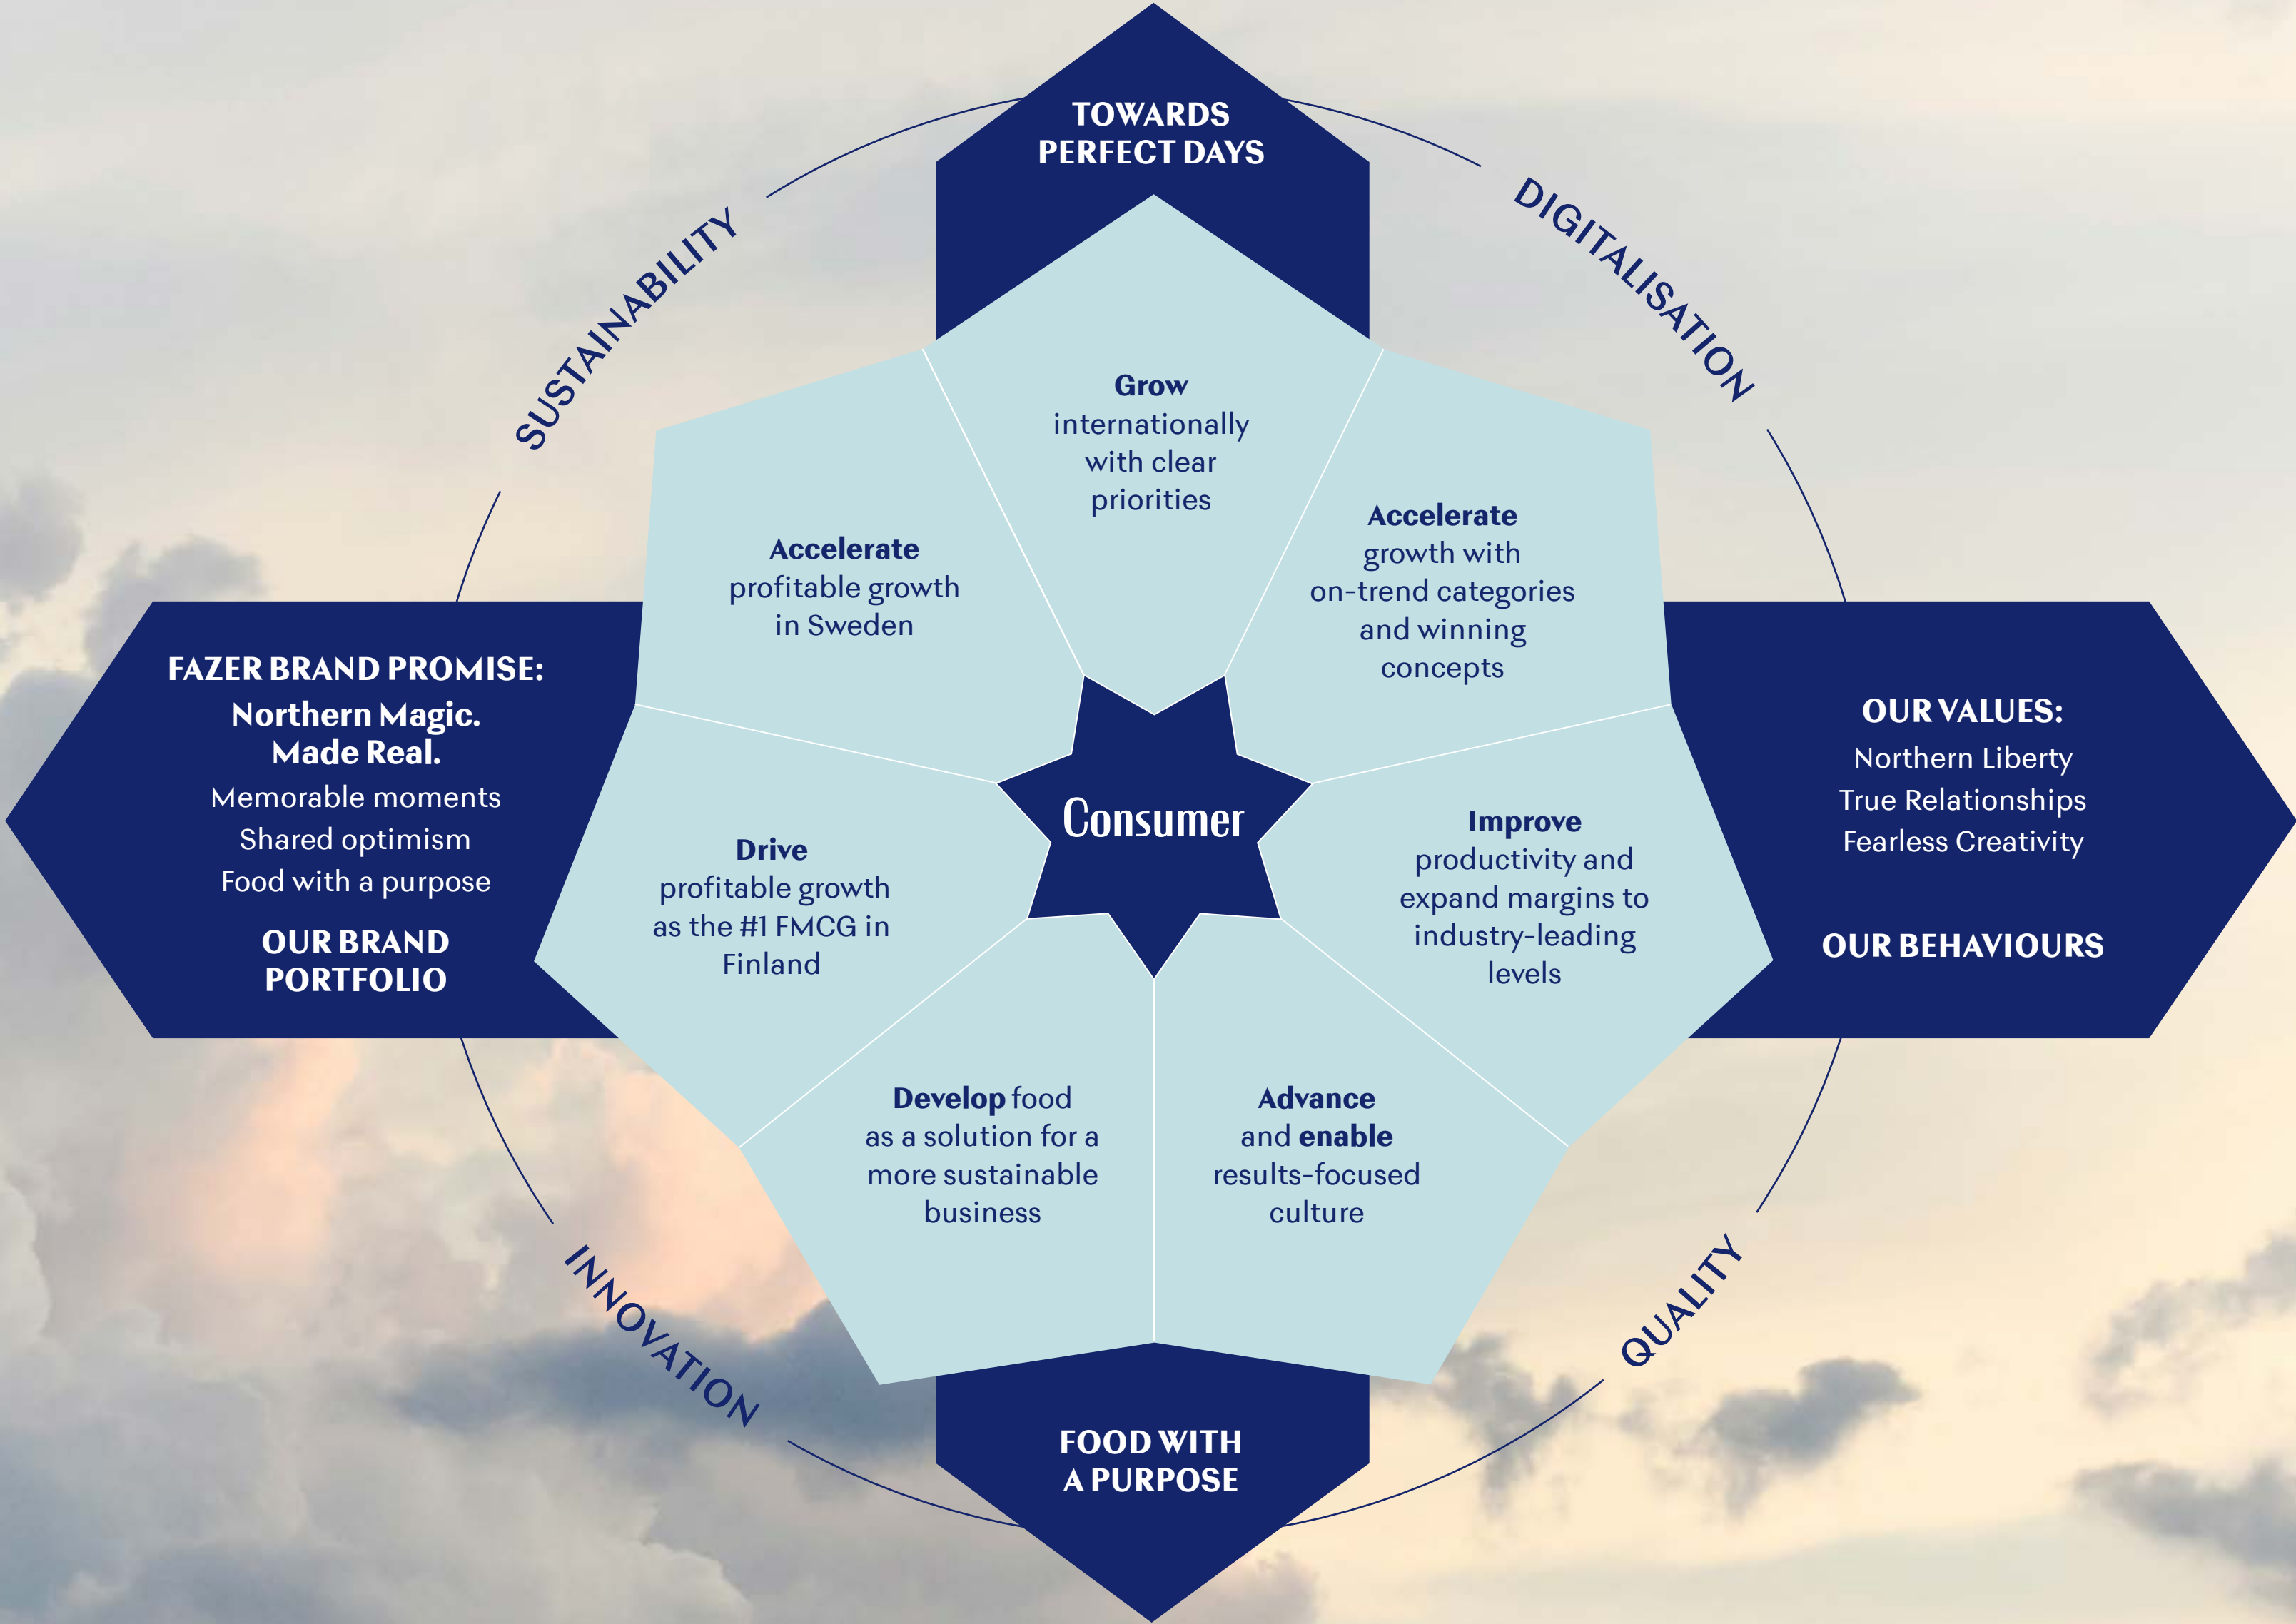 TOWARDS
PERFECT DAYS
SUSTAINABILITY
DIGITALISATION
Grow
internationally
with clear
priorities
Accelerate
profitable growth
in Sweden
Accelerate
growth with
on-trend categories
and winning
concepts
FAZER BRAND PROMISE:
Northern Magic.
Made Real.
Memorable moments
Shared optimism
Food with a purpose
OUR BRAND
PORTFOLIO
Drive
profitable growth
as the #1 FMCG in
Finland
Consumer
Improve
productivity and
expand margins to
industry-leading
levels
OUR VALUES:
Northern Liberty
True Relationships
Fearless Creativity
OUR BEHAVIOURS
Develop food
as a solution for a
more sustainable
business
Advance
and enable
results-focused
culture
INNOVATION
QUALITY
FOOD WITH
A PURPOSE